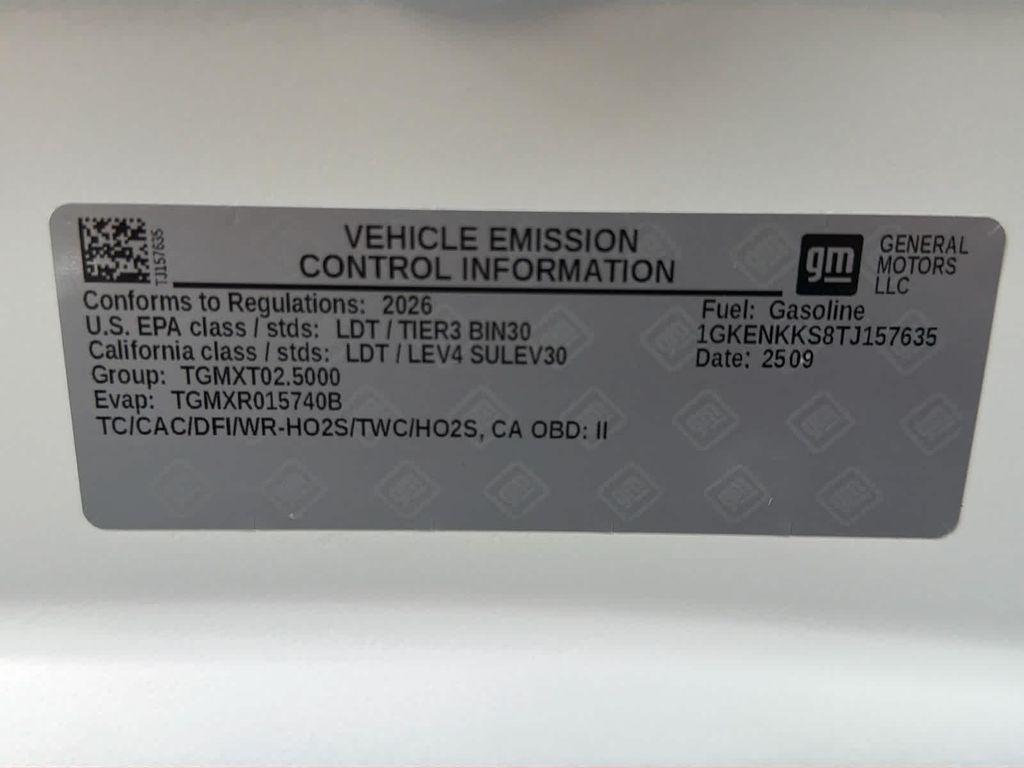 TJ157635
VEHICLE EMISSION
CONTROL INFORMATION
gm
GENERAL
MOTORS
LLC
Conforms to Regulations: 2026
U.S. EPA class / stds: LDT / TIER3 BIN30
California class / stds: LDT / LEV4 SULEV30
Group: TGMXT02.5000
Evap: TGMXR015740B
TC/CAC/DFI/WR-HO2S/TWC/HO2S, CA OBD: II
Fuel: Gasoline
1GKENKKS8TJ157635
Date: 2509